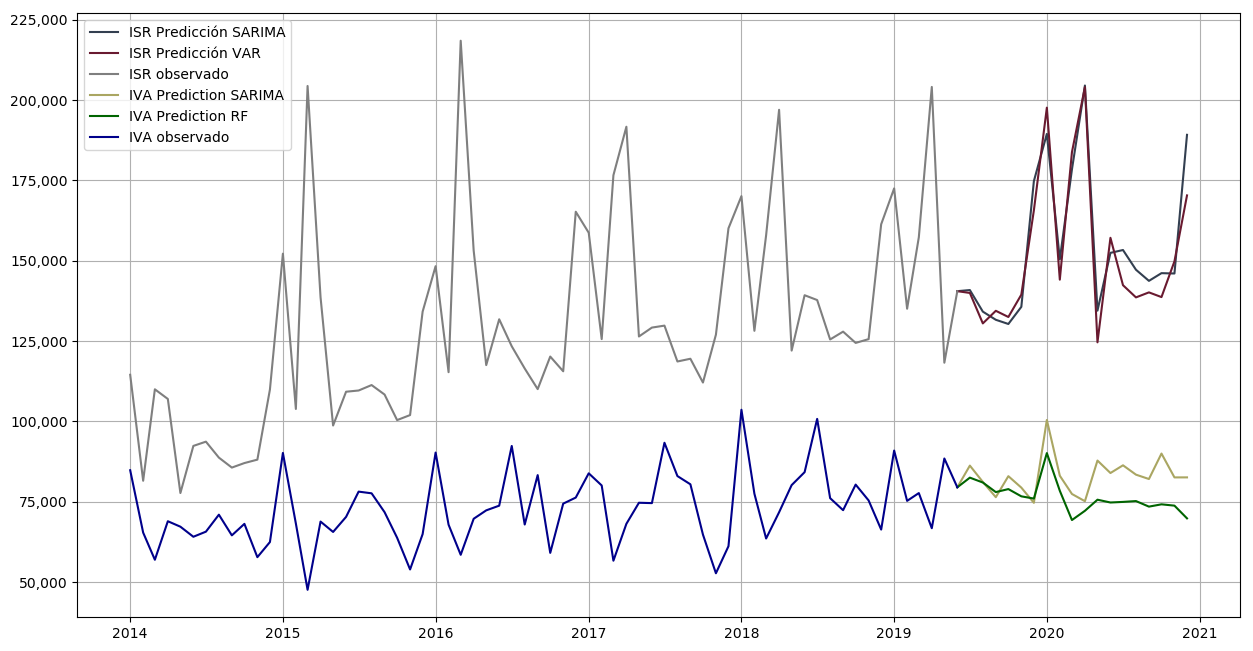 225,000
200,000
175,000
150,000
125,000
100,000
75,000
50,000
ISR Predicción SARIMA
ISR Predicción VAR
ISR observado
IVA Prediction SARIMA
IVA Prediction RF
IVA observado
2014 2015 2016 2017 2018 2019 2020 2021